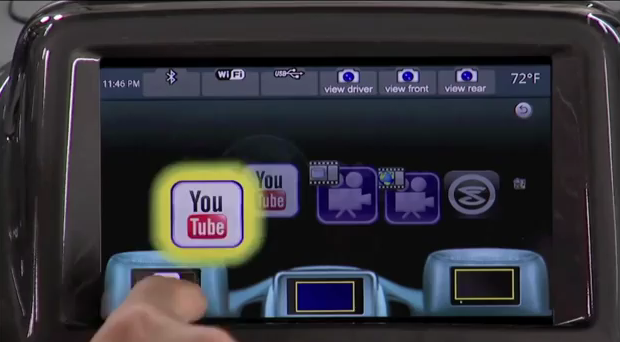 11:46 PM
WiFi
USB
view driver
view front
view rear
72°F
You
Tube
You
Tube